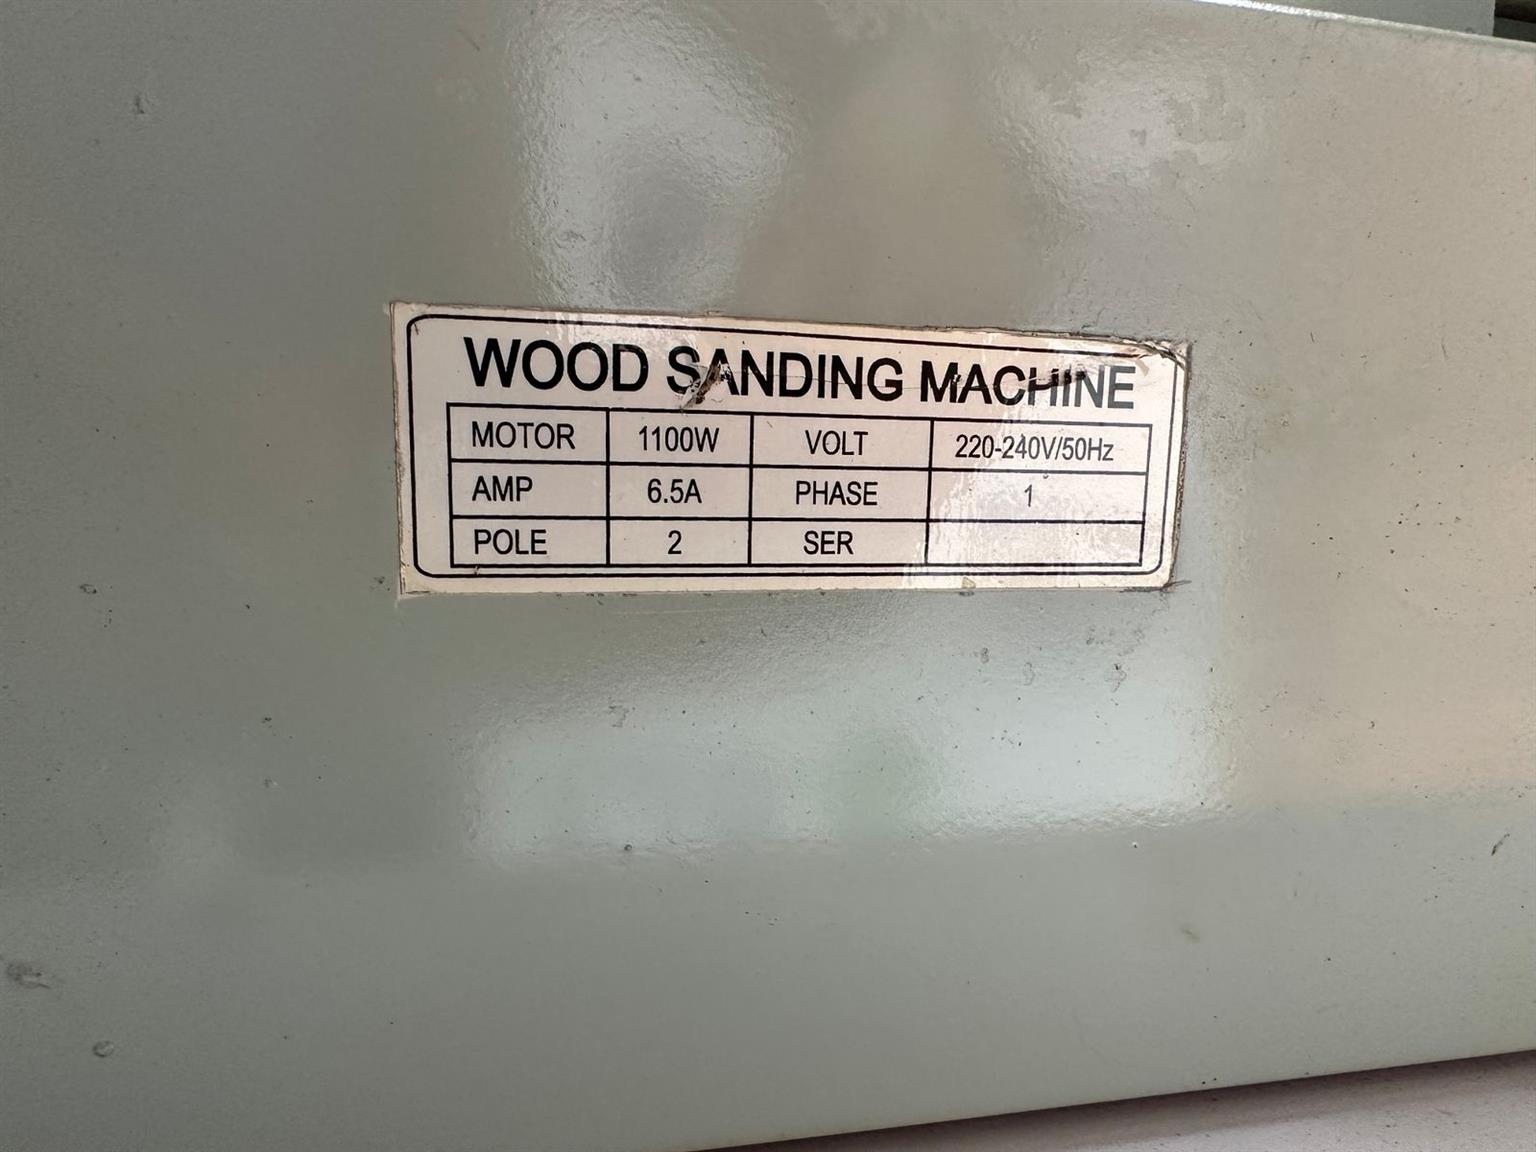 WOOD SANDING MACHINE
MOTOR 1100W VOLT 220-240V/50Hz
AMP 6.5A PHASE 1
POLE 2 SER